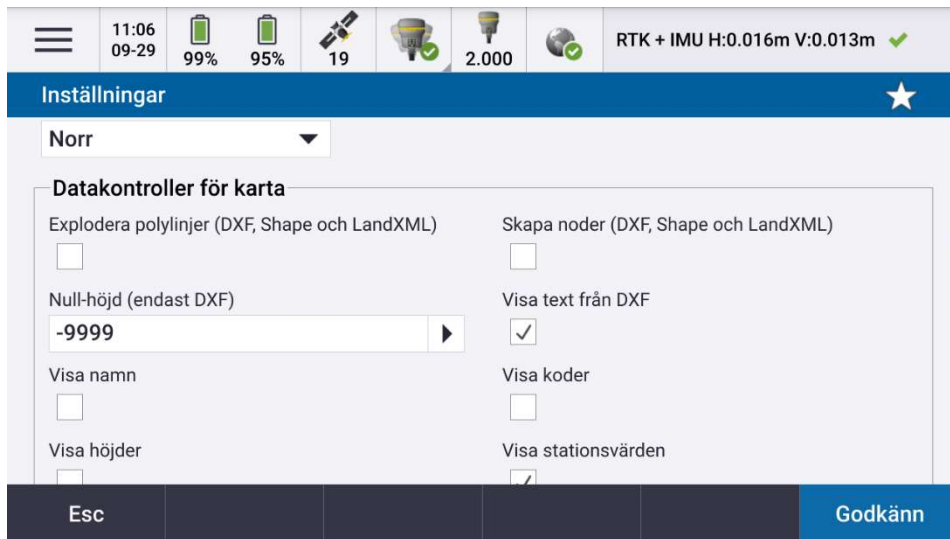 11:06
09-29
99%
95%
19
2.000
RTK + IMU H:0.016m V:0.013m
Inställningar
Norr
Datakontroller för karta
Explodera polylinjer (DXF, Shape och LandXML)
Skapa noder (DXF, Shape och LandXML)
Null-höjd (endast DXF)
Visa text från DXF
-9999
Visa namn
Visa koder
Visa höjder
Visa stationsvärden
Esc
Godkänn